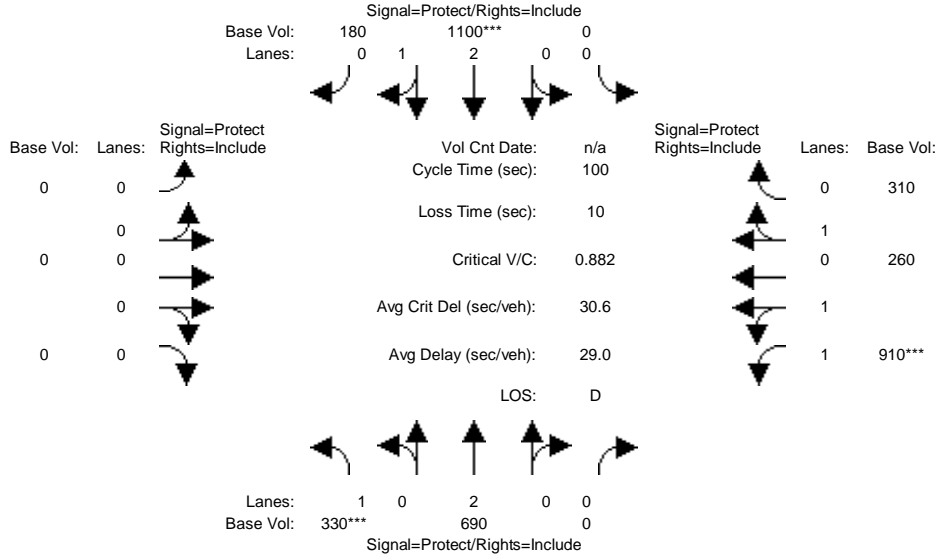 Signal=Protect/Rights=Include
Base Vol: 180 1100*** 0
Lanes: 0 1 2 0 0
Signal=Protect
Base Vol: Lanes: Rights=Include
Vol Cnt Date: n/a
Signal=Protect
Rights=Include Lanes: Base Vol:
Cycle Time (sec): 100
0 0
0 310
Loss Time (sec): 10
0
1
0 0
Critical V/C: 0.882
0 260
0
Avg Crit Del (sec/veh): 30.6
1
0 0
Avg Delay (sec/veh): 29.0
1 910***
LOS: D
Lanes: 1 0 2 0 0
Base Vol: 330*** 690 0
Signal=Protect/Rights=Include